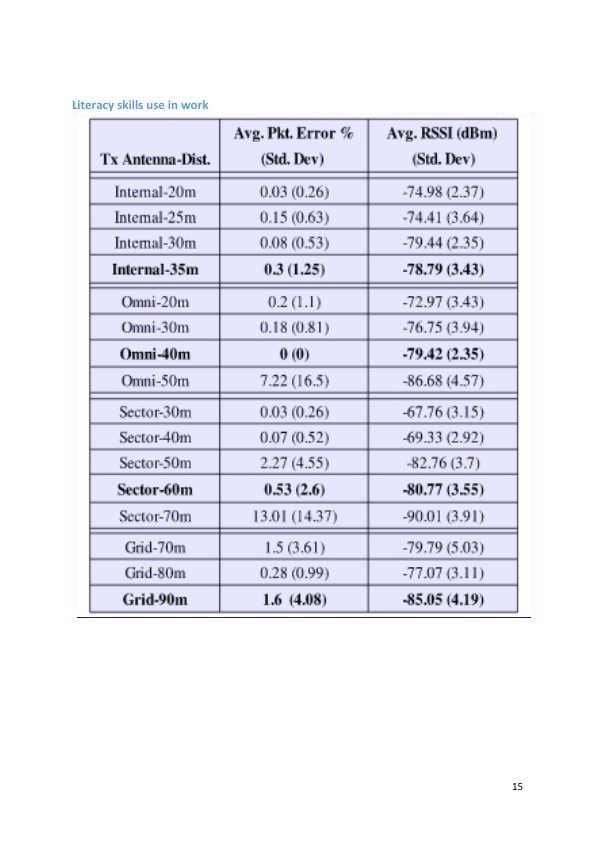 Literacy skills use in work
Avg. Pkt. Error % Avg. RSSI (dBm)
Tx Antenna-Dist. (Std. Dev) (Std. Dev)
Internal-20m 0.03 (0.26) -74.98 (2.37)
Internal-25m 0.15 (0.63) -74.41 (3.64)
Internal-30m 0.08 (0.53) -79.44 (2.35)
Internal-35m 0.3 (1.25) -78.79 (3.43)
Omni-20m 0.2 (1.1) -72.97 (3.43)
Omni-30m 0.18 (0.81) -76.75 (3.94)
Omni-40m 0 (0) -79.42 (2.35)
Omni-50m 7.22 (16.5) -86.68 (4.57)
Sector-30m 0.03 (0.26) -67.76 (3.15)
Sector-40m 0.07 (0.52) -69.33 (2.92)
Sector-50m 2.27 (4.55) -82.76 (3.7)
Sector-60m 0.53 (2.6) -80.77 (3.55)
Sector-70m 13.01 (14.37) -90.01 (3.91)
Grid-70m 1.5 (3.61) -79.79 (5.03)
Grid-80m 0.28 (0.99) -77.07 (3.11)
Grid-90m 1.6 (4.08) -85.05 (4.19)
15